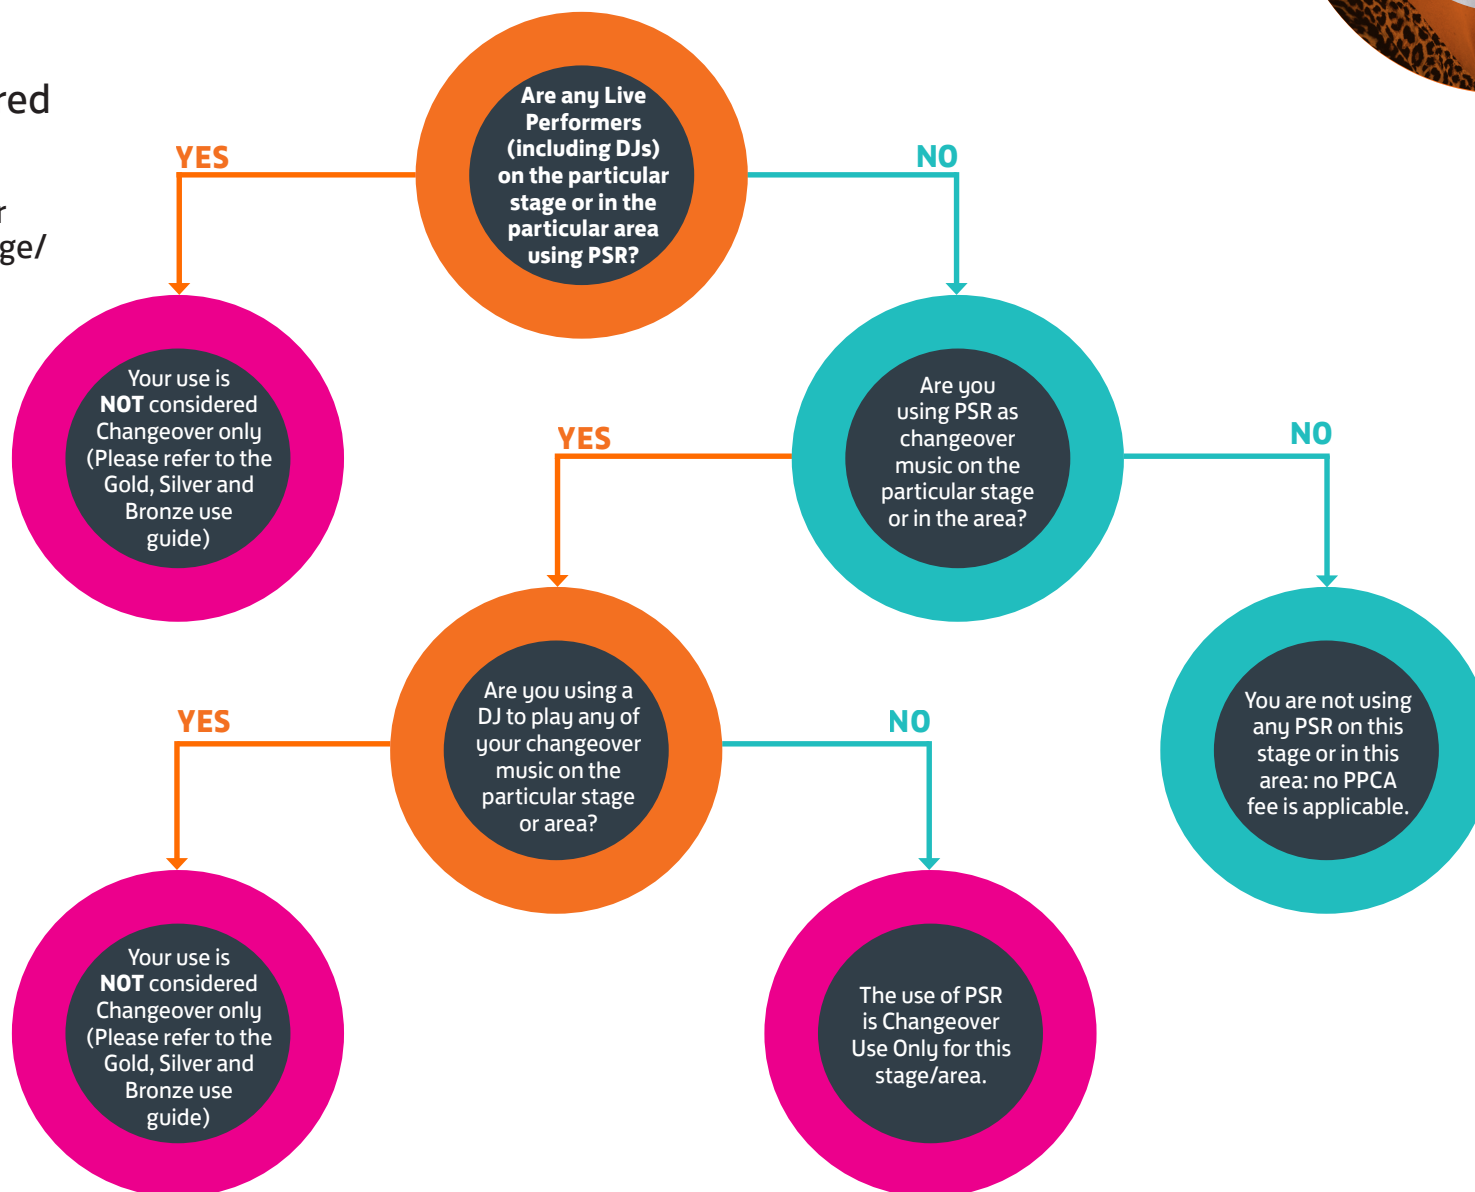 red
r
ge/
Are any Live
Performers
(including DJs)
on the particular
stage or in the
particular area
using PSR?
YES
NO
Your use is
NOT considered
Changeover only
(Please refer to the
Gold, Silver and
Bronze use
guide)
Are you
using PSR as
changeover
music on the
particular stage
or in the area?
YES
NO
Are you using a
DJ to play any of
your changeover
music on the
particular stage
or area?
You are not using
any PSR on this
stage or in this
area: no PPCA
fee is applicable.
YES
NO
Your use is
NOT considered
Changeover only
(Please refer to the
Gold, Silver and
Bronze use
guide)
The use of PSR
is Changeover
Use Only for this
stage/area.